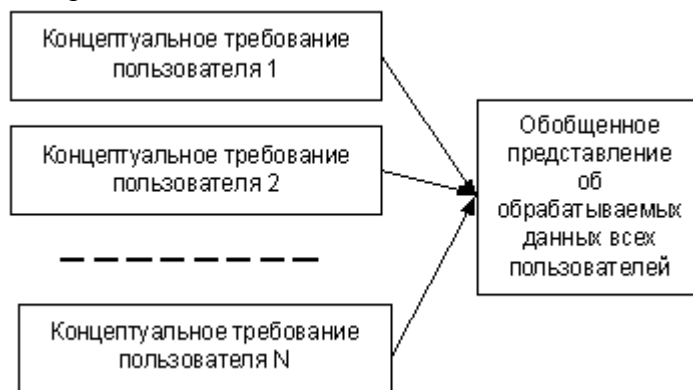 Концептуальное требование
пользователя 1
Концептуальное требование
пользователя 2
Концептуальное требование
пользователя N
Обобщенное
представление
об
обрабатываемых
данных всех
пользователей